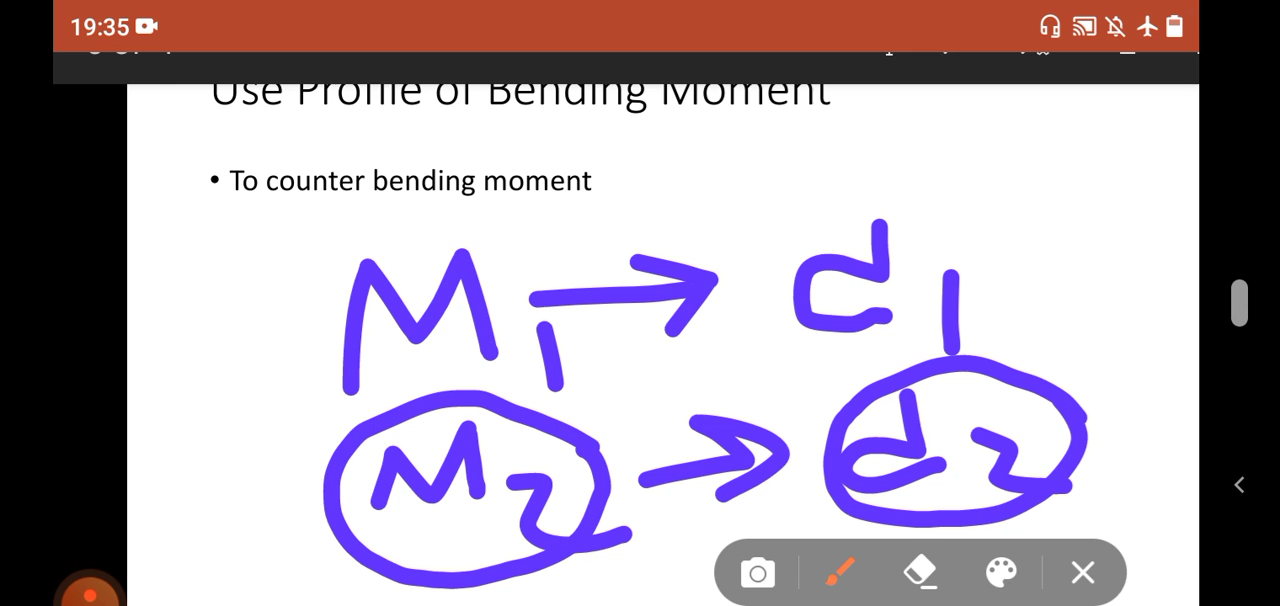 19:35
Use Profile of Bending Moment
• To counter bending moment
M1 → d1
M2 → d2